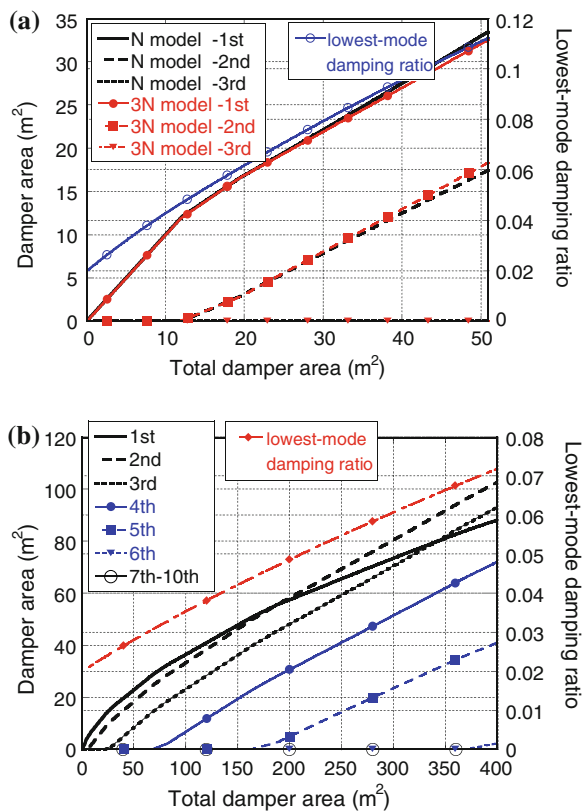 (a)
N model -1st
N model -2nd
N model -3rd
3N model -1st
3N model -2nd
3N model -3rd
lowest-mode
damping ratio
Damper area (m²)
35
30
25
20
15
10
5
0
0 10 20 30 40 50
Total damper area (m²)
0.12
0.1
0.08
0.06
0.04
0.02
0
Lowest-mode damping
ratio
(b)
1st
2nd
3rd
4th
5th
6th
7th-10th
lowest-mode
damping ratio
Damper area (m²)
120
100
80
60
40
20
0
0 50 100 150 200 250 300 350 400
Total damper area (m²)
0.08
0.07
0.06
0.05
0.04
0.03
0.02
0.01
0
Lowest-mode damping
ratio